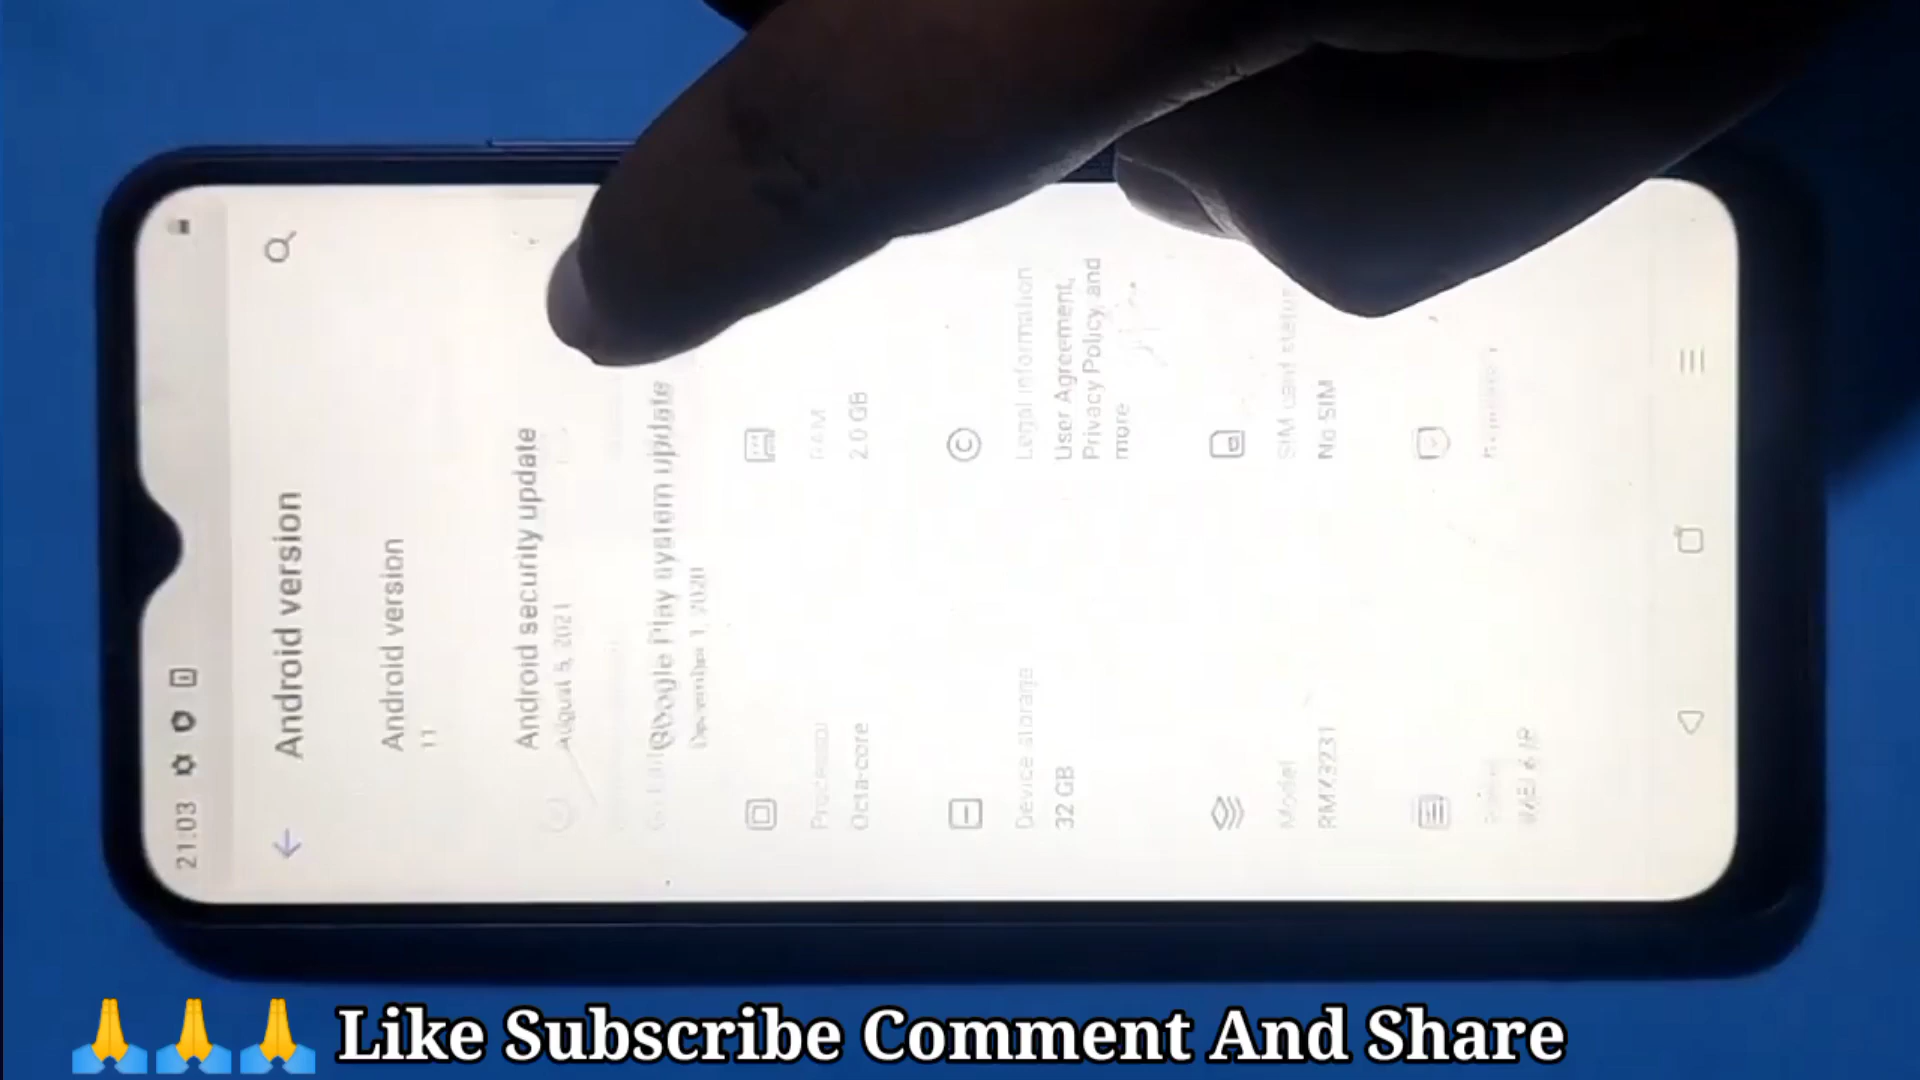 21:03
Android version
Android version
11
Android security update
August 5, 2021
Google Play system update
December 1, 2020
Processor
Octa-core
RAM
2.0 GB
Device storage
32 GB
Legal information
User Agreement,
Privacy Policy, and
more
Model
RMX3231
SIM card status
No SIM
Like Subscribe Comment And Share